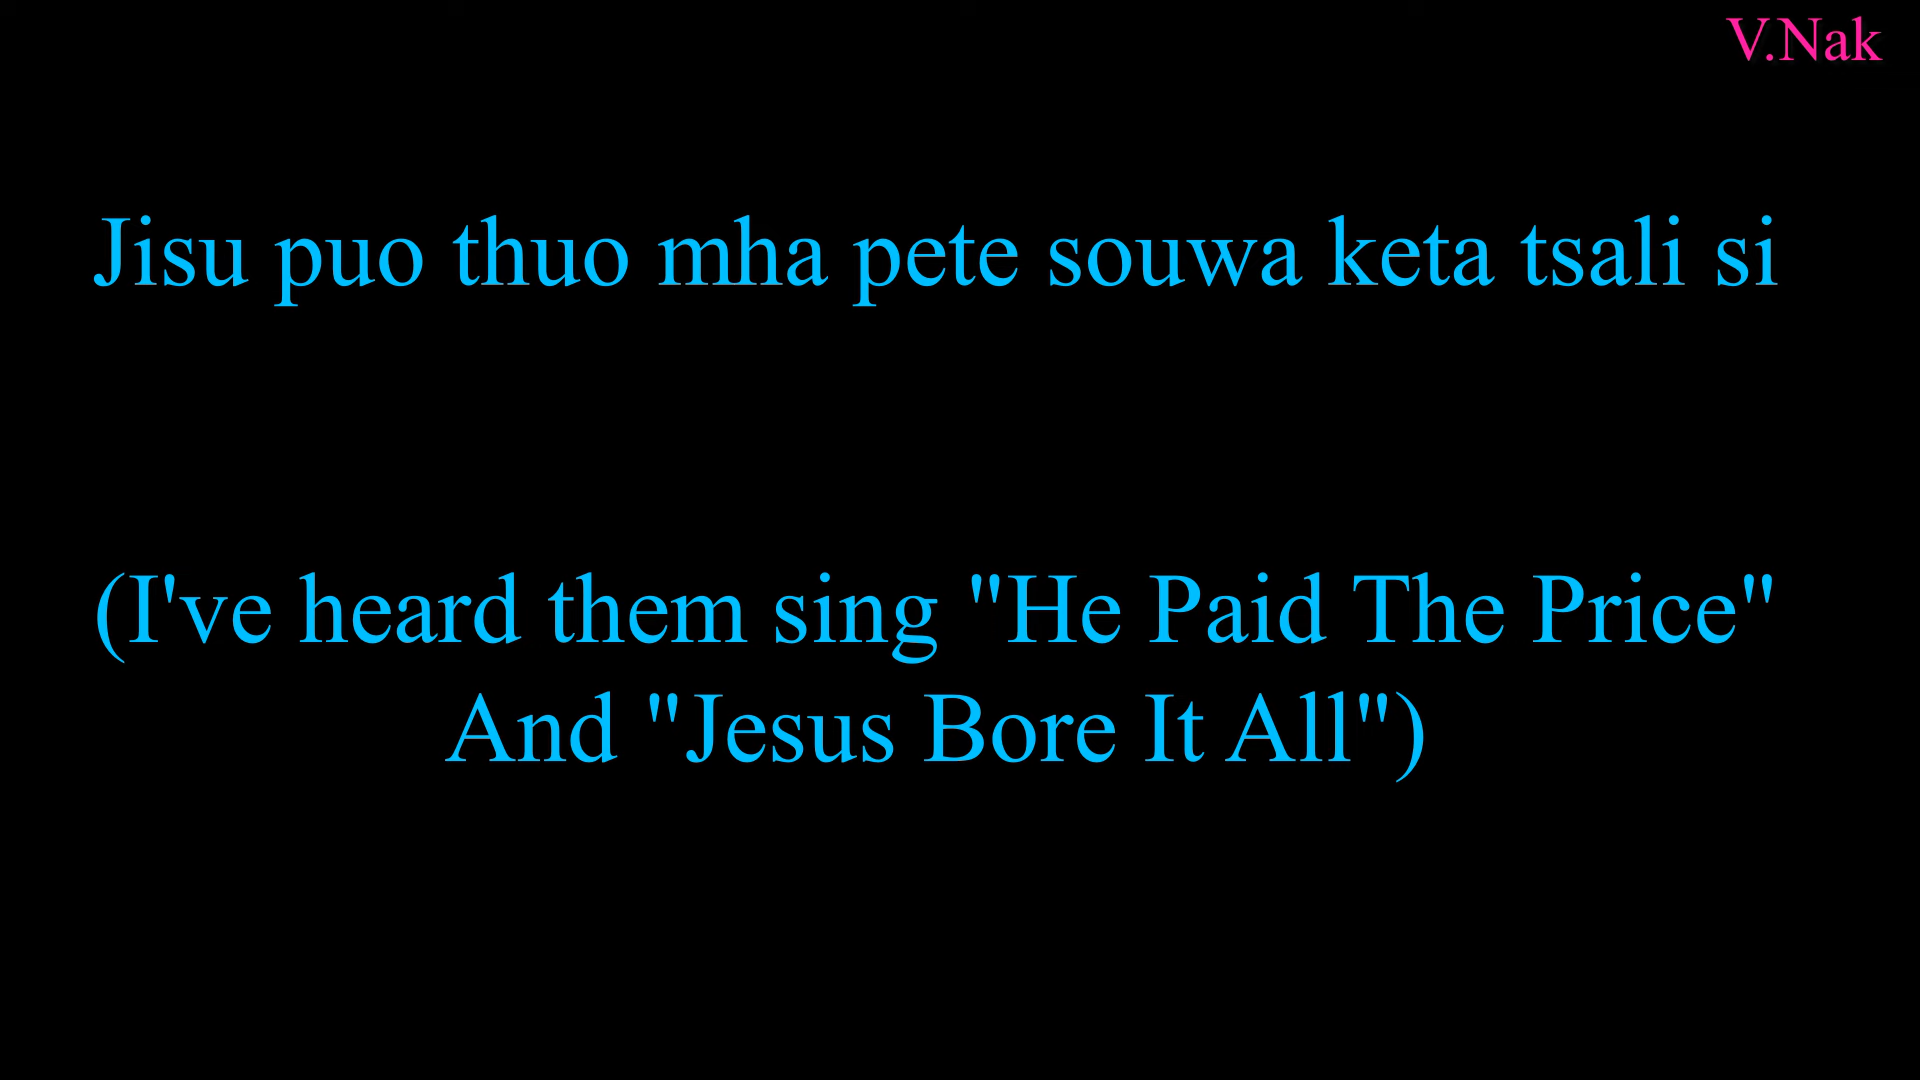 V.Nak
Jisu puo thuo mha pete souwa keta tsali si
(I've heard them sing "He Paid The Price"
And "Jesus Bore It All")